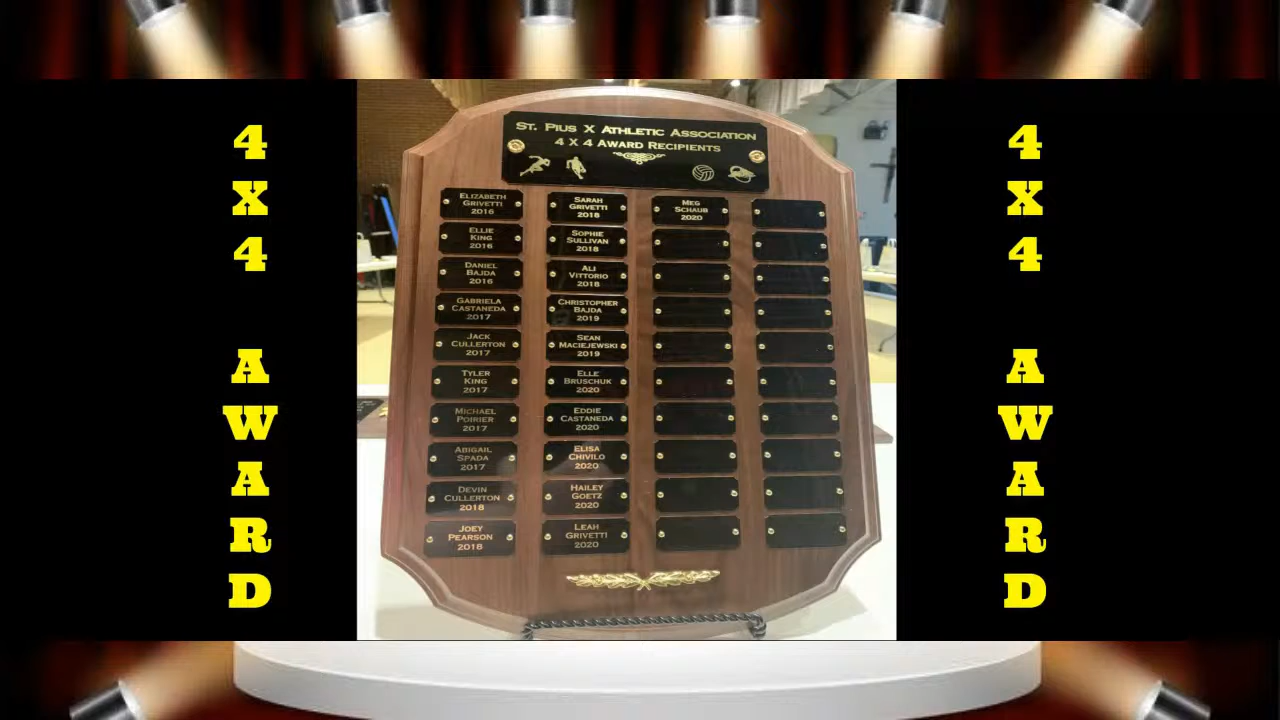 4
X
4
A
W
A
R
D
St. Pius X Athletic Association
4 X 4 Award Recipients
Elizabeth
Grivetti
2016
Ellie
King
2016
Daniel
Bajda
2016
Gabriela
Castaneda
2017
Jack
Cullerton
2017
Tyler
King
2017
Michael
Poirier
2017
Abigail
Spada
2017
Devin
Cullerton
2018
Joey
Pearson
2018
Sarah
Grivetti
2018
Sophie
Sullivan
2018
Ali
Vittorio
2018
Christopher
Bajda
2019
Sean
Maciejewski
2019
Elle
Bruschuk
2020
Eddie
Castaneda
2020
Elisa
Chivilo
2020
Hailey
Goetz
2020
Leah
Grivetti
2020
Meg
Schaub
2020
4
X
4
A
W
A
R
D